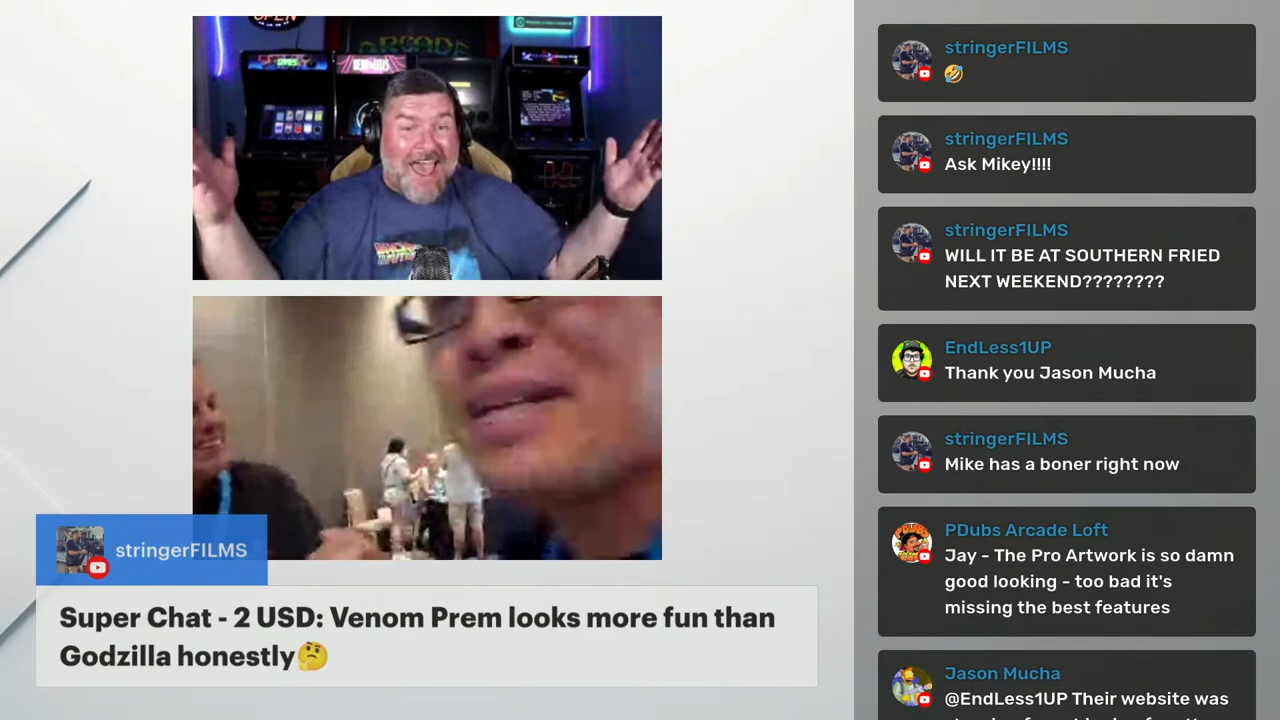 OPEN
ARCADE
BACK
FUTURE
stringerFILMS
Super Chat - 2 USD: Venom Prem looks more fun than
Godzilla honestly🤔
stringerFILMS
🤣
stringerFILMS
Ask Mikey!!!!
stringerFILMS
WILL IT BE AT SOUTHERN FRIED
NEXT WEEKEND????????
EndLess1UP
Thank you Jason Mucha
stringerFILMS
Mike has a boner right now
PDubs Arcade Loft
Jay - The Pro Artwork is so damn
good looking - too bad it's
missing the best features
Jason Mucha
@EndLess1UP Their website was